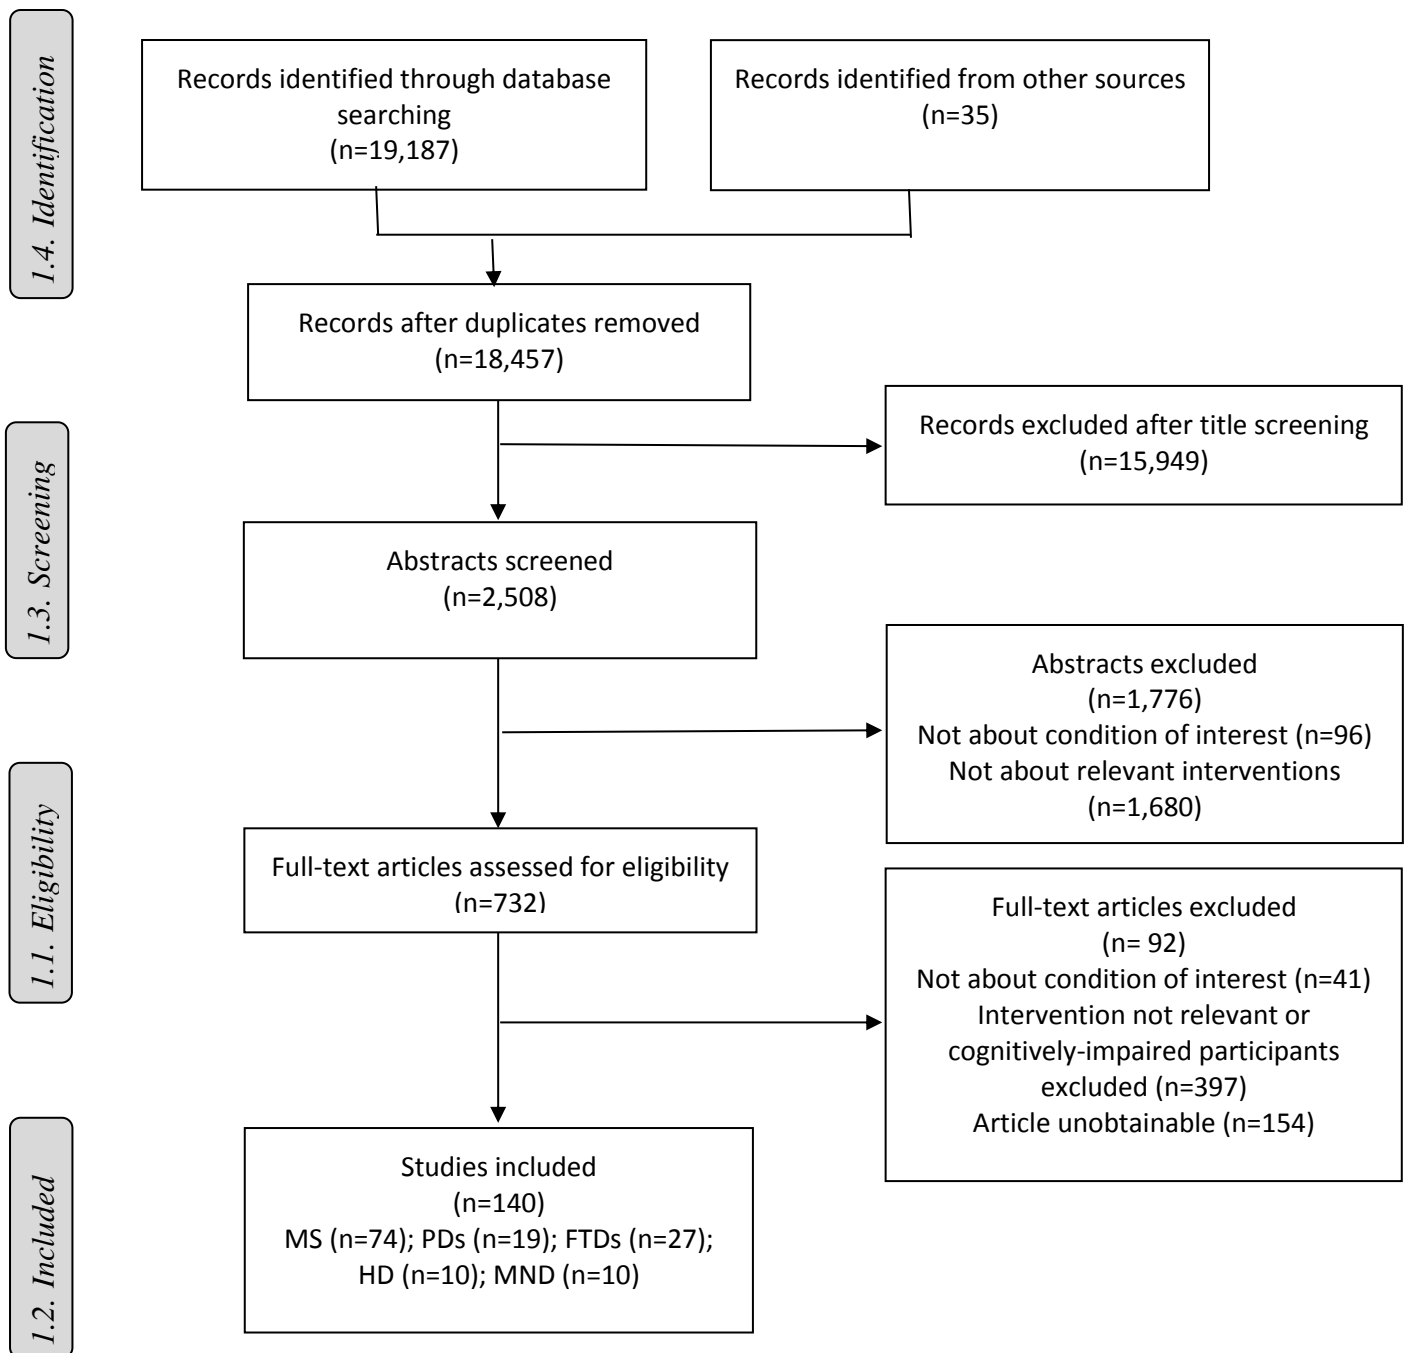 1.4. Identification
Records identified through database
searching
(n=19,187)
Records identified from other sources
(n=35)
Records after duplicates removed
(n=18,457)
Records excluded after title screening
(n=15,949)
1.3. Screening
Abstracts screened
(n=2,508)
Abstracts excluded
(n=1,776)
Not about condition of interest (n=96)
Not about relevant interventions
(n=1,680)
1.1. Eligibility
Full-text articles assessed for eligibility
(n=732)
Full-text articles excluded
(n= 92)
Not about condition of interest (n=41)
Intervention not relevant or
cognitively-impaired participants
excluded (n=397)
Article unobtainable (n=154)
1.2. Included
Studies included
(n=140)
MS (n=74); PDs (n=19); FTDs (n=27);
HD (n=10); MND (n=10)